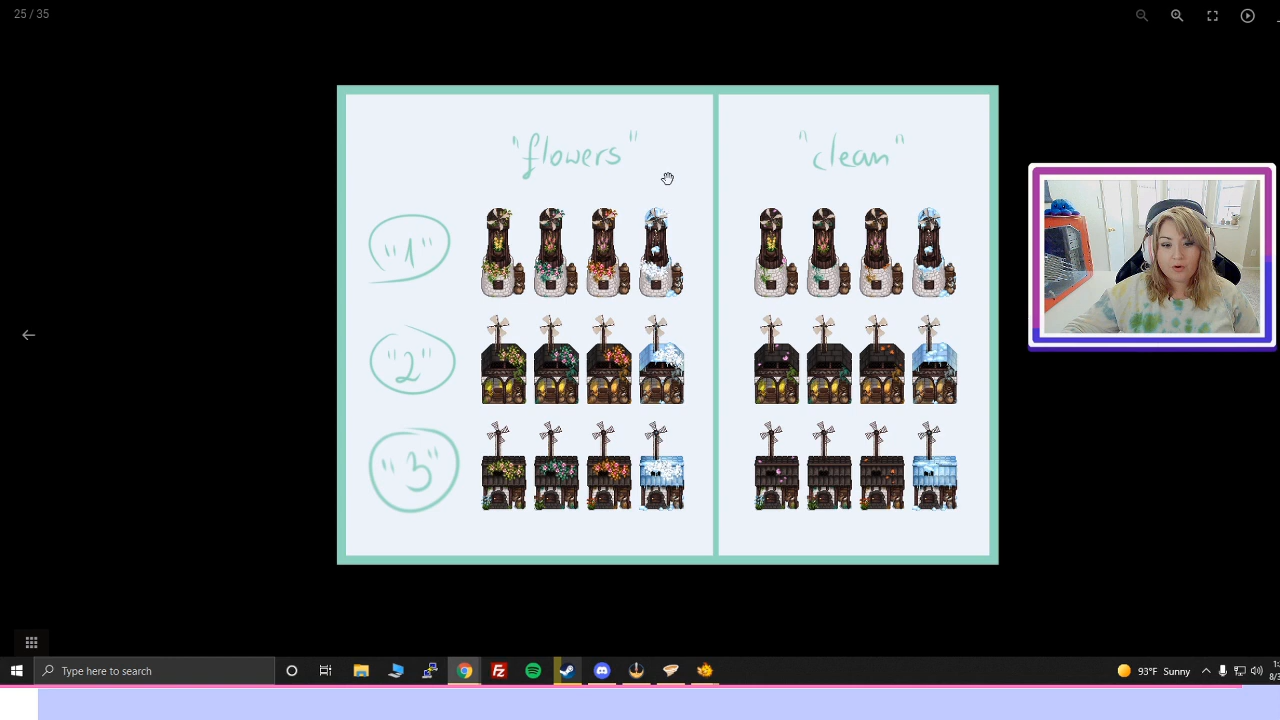 25 / 35
"flowers"
"clean"
"1"
"2"
"3"
Type here to search
93°F Sunny